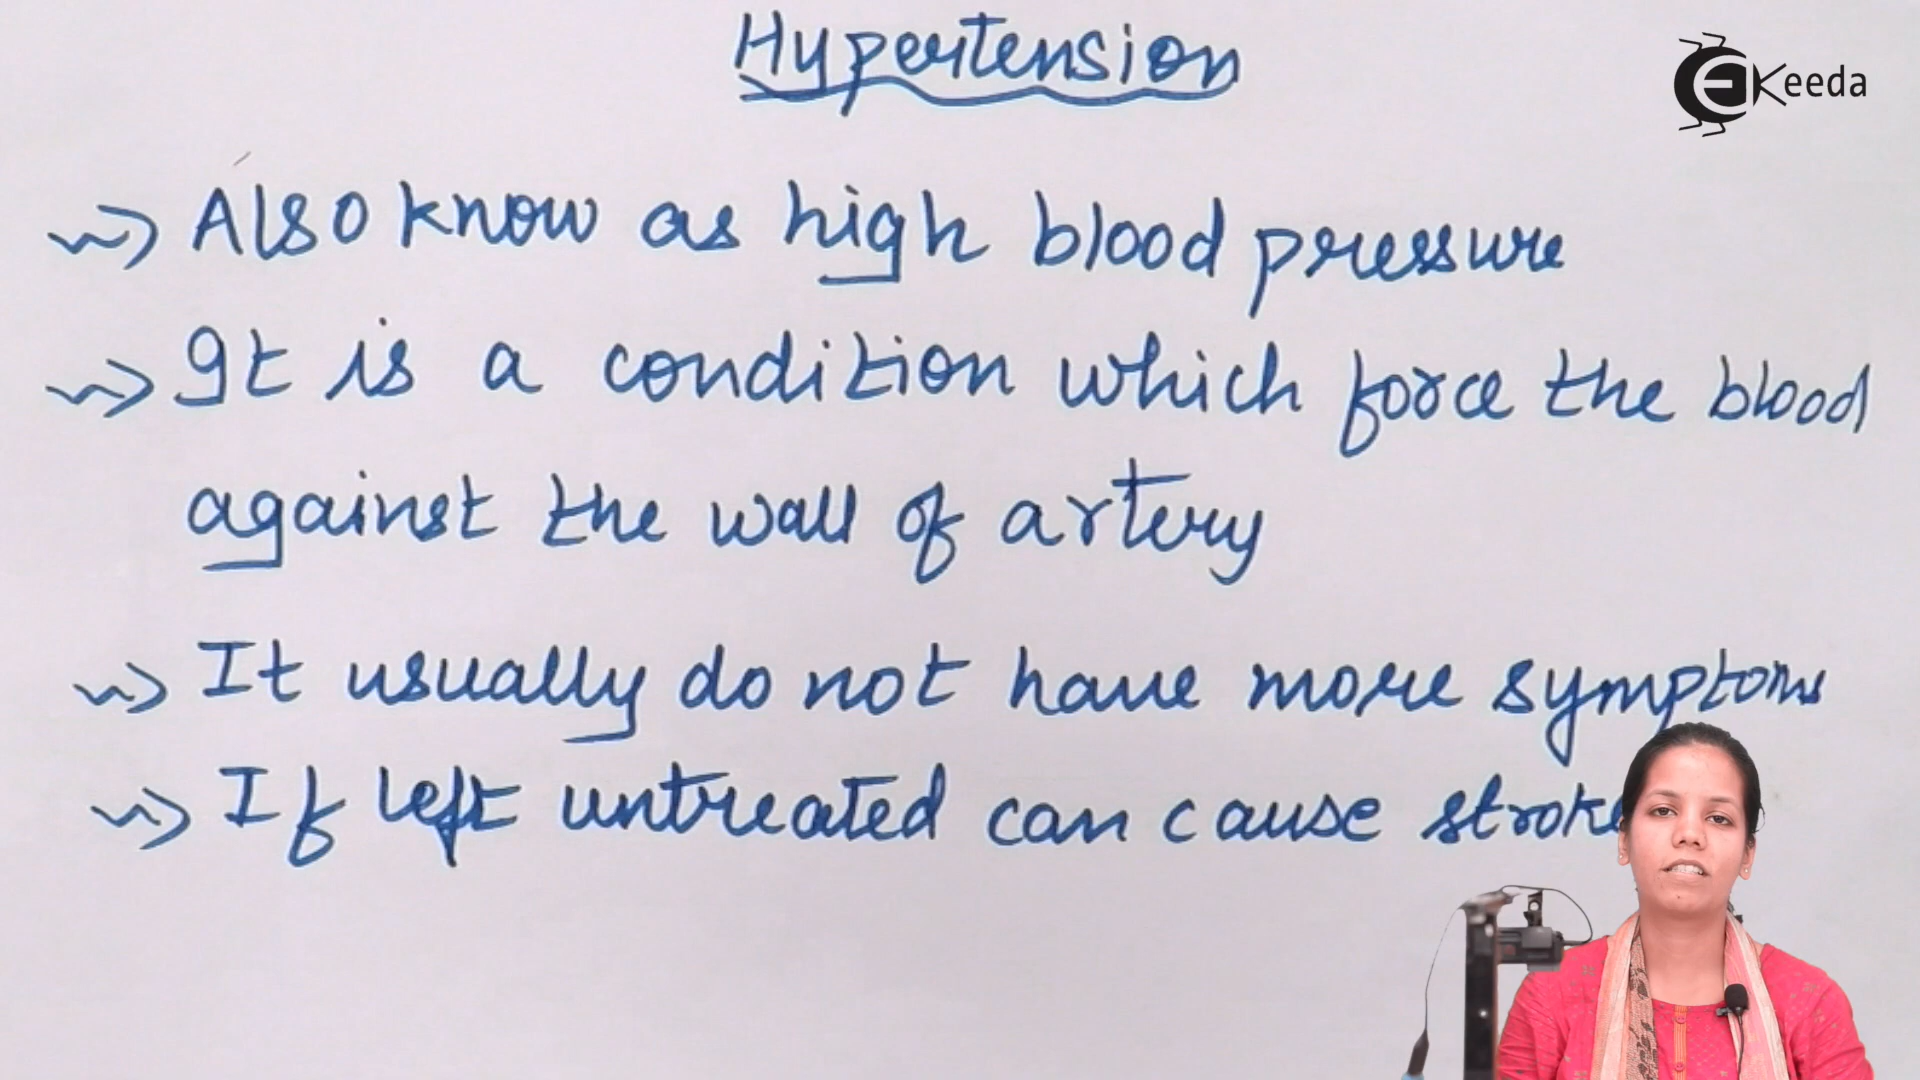 Hypertension
EKeeda
Also know as high blood pressure
It is a condition which force the blood
against the wall of artery
It usually do not have more symptoms
If left untreated can cause stroke